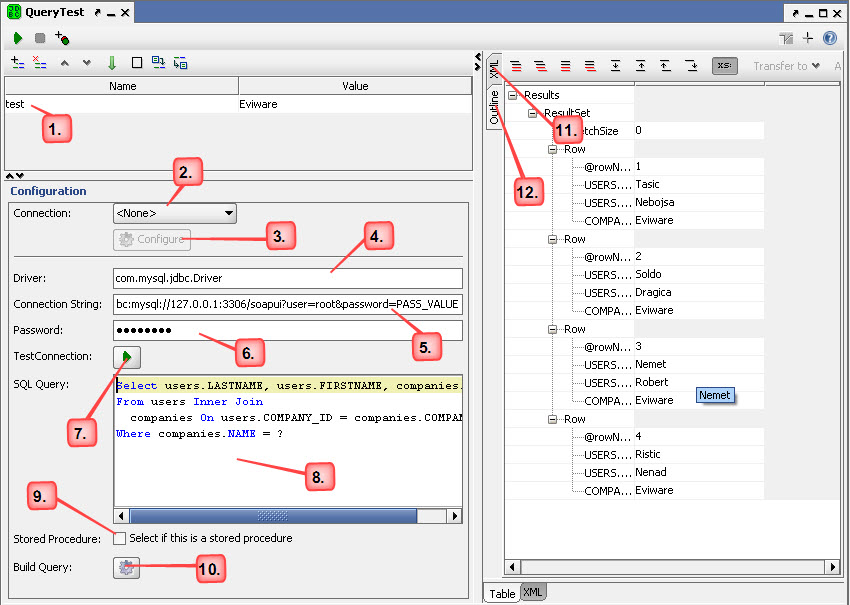 QueryTest
Name Value
test Eviware
1.
2.
Configuration
Connection: <None>
Configure
3.
4.
Driver: com.mysql.jdbc.Driver
Connection String: bc:mysql://127.0.0.1:3306/soapui?user=root&password=PASS_VALUE
5.
Password: ●●●●●●●●
6.
TestConnection:
7.
SQL Query: Select users.LASTNAME, users.FIRSTNAME, companies.
From users Inner Join
companies On users.COMPANY_ID = companies.COMPAN
Where companies.NAME = ?
8.
9.
Stored Procedure: Select if this is a stored procedure
Build Query:
10.
XML
Outline
XS:
Transfer to
A
11.
12.
Results
ResultSet
etchSize 0
Row
@rowN... 1
USERS.... Tasic
USERS.... Nebojsa
COMPA... Eviware
Row
@rowN... 2
USERS.... Soldo
USERS.... Dragica
COMPA... Eviware
Row
@rowN... 3
USERS.... Nemet
USERS.... Robert
COMPA... Eviware
Nemet
Row
@rowN... 4
USERS.... Ristic
USERS.... Nenad
COMPA... Eviware
Table XML